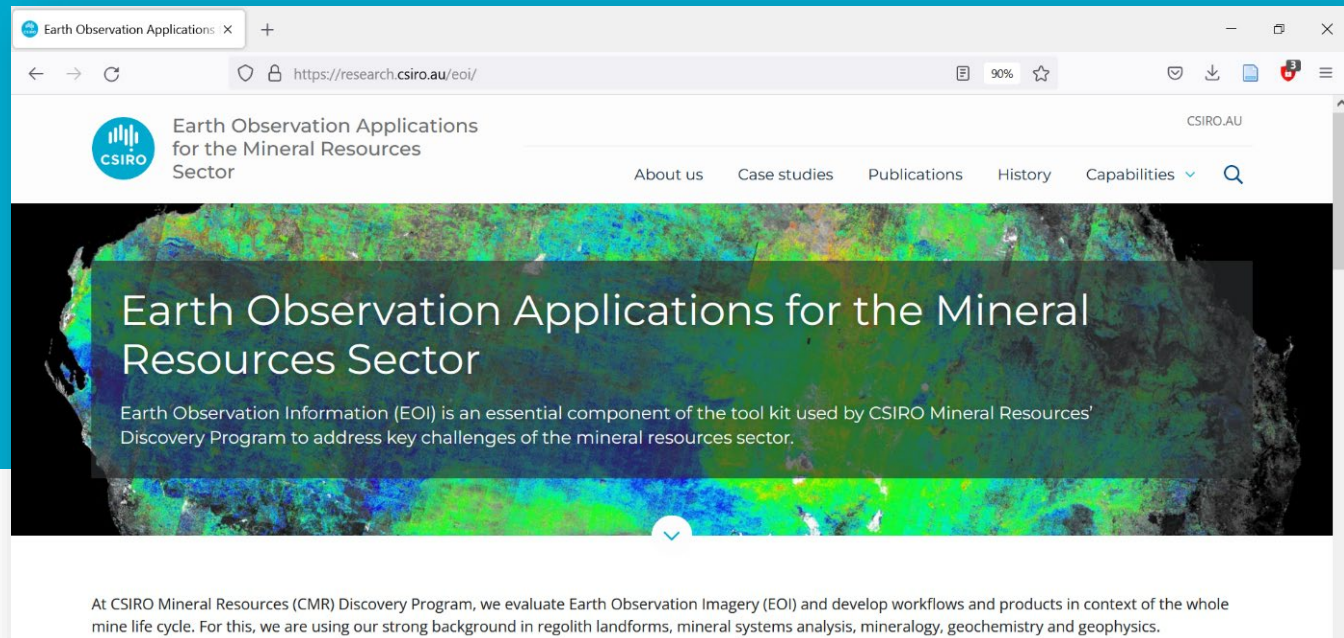 Earth Observation Applications
https://research.csiro.au/eoi/
90%
3
CSIRO
Earth Observation Applications
for the Mineral Resources
Sector
CSIRO.AU
About us Case studies Publications History Capabilities
Earth Observation Applications for the Mineral
Resources Sector
Earth Observation Information (EOI) is an essential component of the tool kit used by CSIRO Mineral Resources’
Discovery Program to address key challenges of the mineral resources sector.
At CSIRO Mineral Resources (CMR) Discovery Program, we evaluate Earth Observation Imagery (EOI) and develop workflows and products in context of the whole
mine life cycle. For this, we are using our strong background in regolith landforms, mineral systems analysis, mineralogy, geochemistry and geophysics.